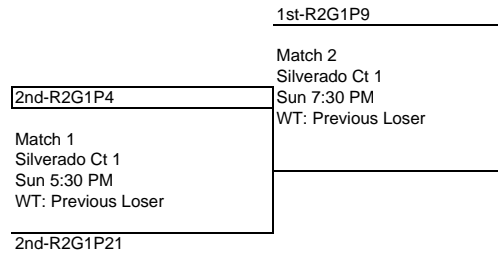 1st-R2G1P9
Match 2
Silverado Ct 1
Sun 7:30 PM
WT: Previous Loser
2nd-R2G1P4
Match 1
Silverado Ct 1
Sun 5:30 PM
WT: Previous Loser
2nd-R2G1P21